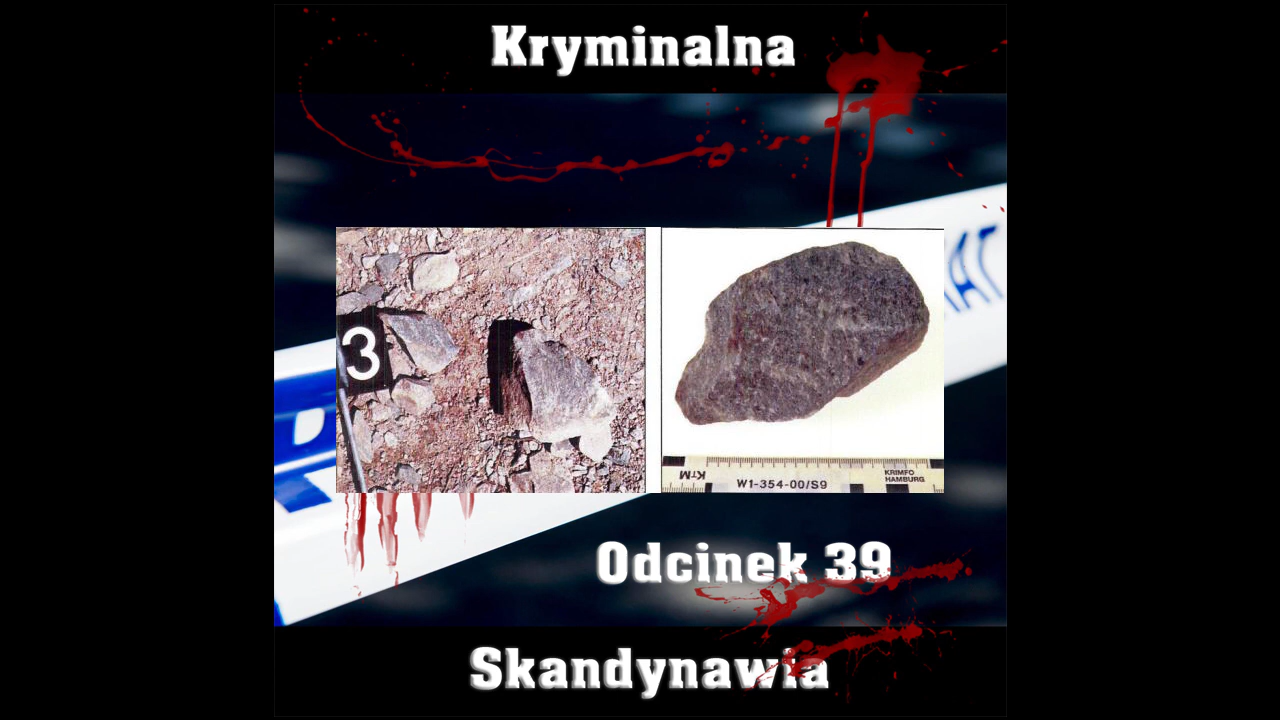 Kryminalna
3
KTM
W1-354-00/S9
KRIMFO
HAMBURG
Odcinek 39
Skandynawia